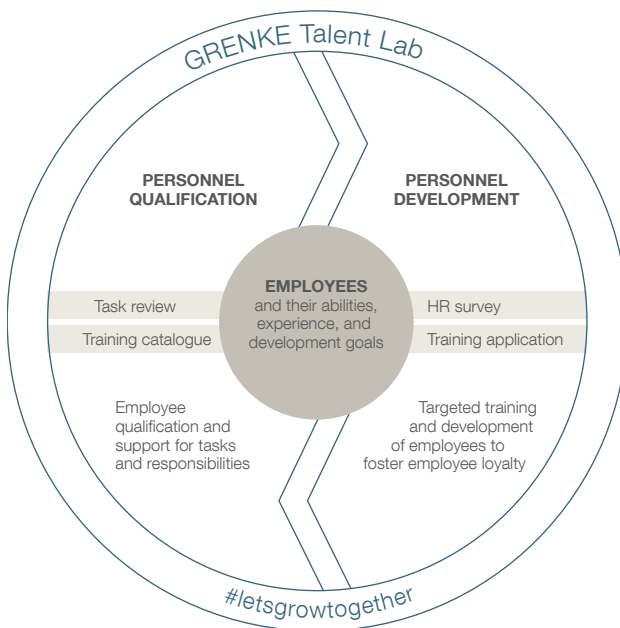 GRENKE Talent Lab
PERSONNEL
QUALIFICATION
PERSONNEL
DEVELOPMENT
EMPLOYEES
and their abilities,
experience, and
development goals
Task review
Training catalogue
HR survey
Training application
Employee
qualification and
support for tasks
and responsibilities
Targeted training
and development
of employees to
foster employee loyalty
#letsgrowtogether